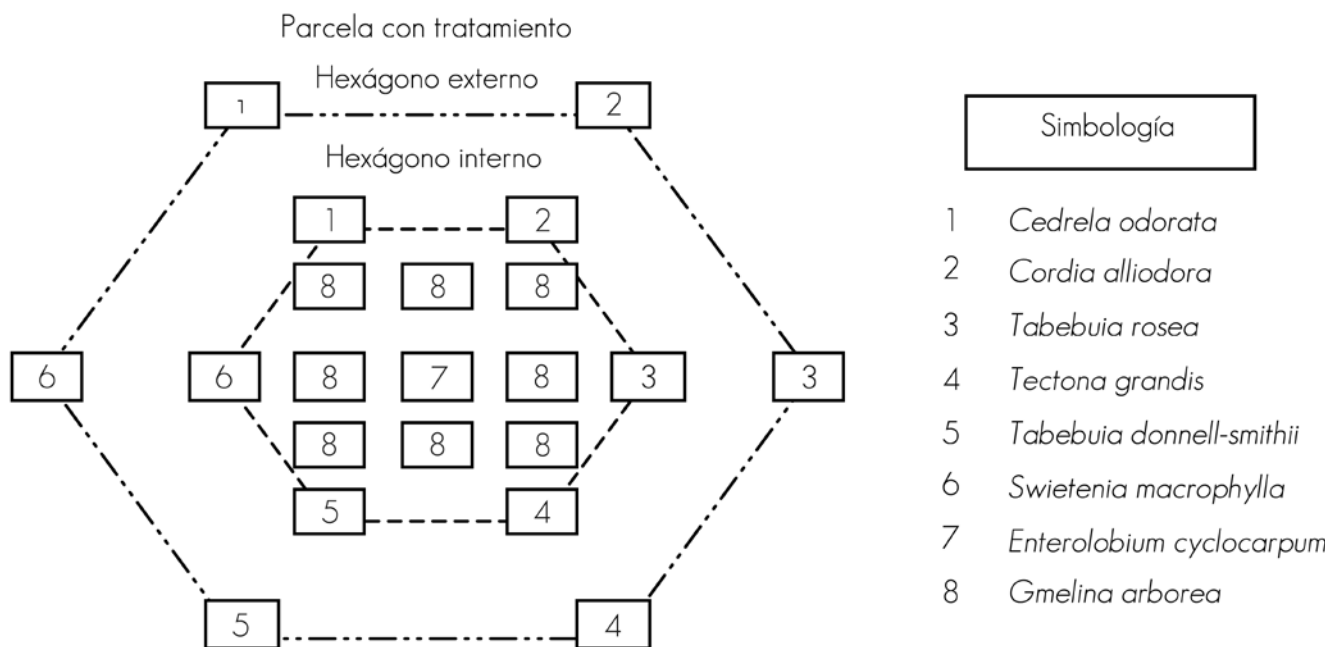 Parcela con tratamiento
Hexágono externo
1 2
Hexágono interno
1 2
8 8 8
6 6 8 7 8 3 3
8 8 8
5 4
5 4
Simbología
1 Cedrela odorata
2 Cordia alliodora
3 Tabebuia rosea
4 Tectona grandis
5 Tabebuia donnell-smithii
6 Swietenia macrophylla
7 Enterolobium cyclocarpum
8 Gmelina arborea